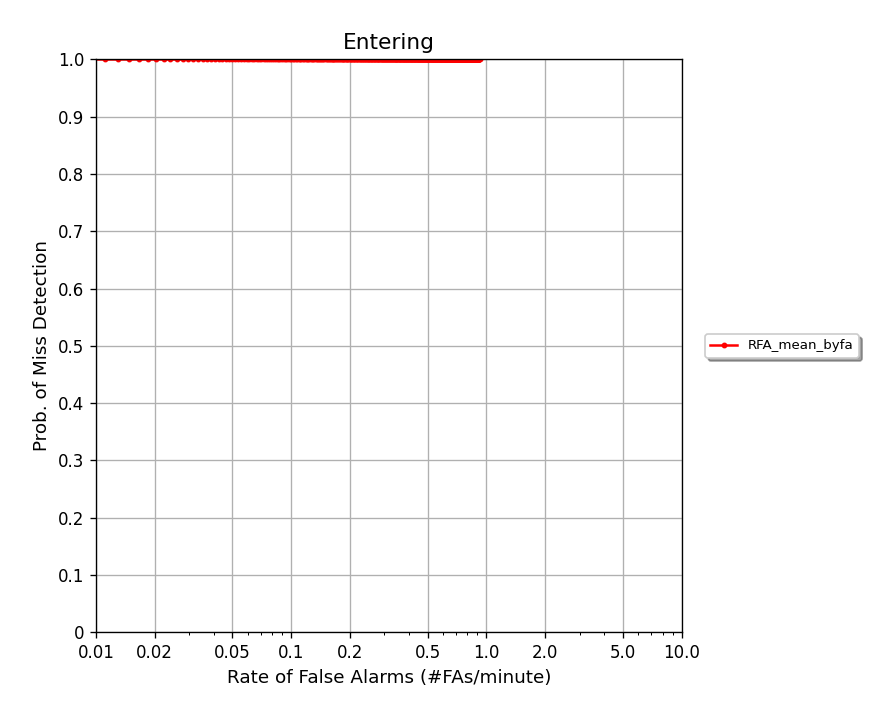 Entering
1.0
0.9
0.8
0.7
0.6
0.5
0.4
0.3
0.2
0.1
0
Prob. of Miss Detection
0.01 0.02 0.05 0.1 0.2 0.5 1.0 2.0 5.0 10.0
Rate of False Alarms (#FAs/minute)
RFA_mean_byfa